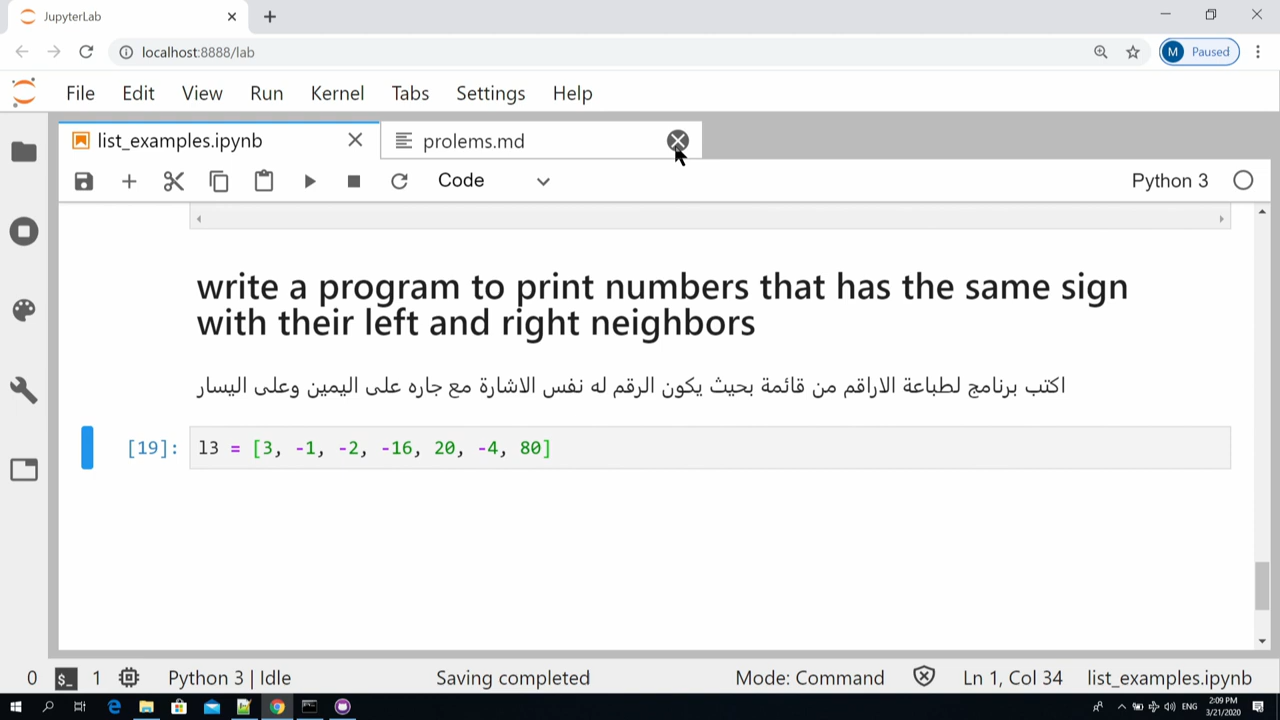 JupyterLab
localhost:8888/lab
M Paused
File Edit View Run Kernel Tabs Settings Help
list_examples.ipynb
prolems.md
Code
Python 3
write a program to print numbers that has the same sign
with their left and right neighbors
اكتب برنامج لطباعة الاراقم من قائمة بحيث يكون الرقم له نفس الاشارة مع جاره على اليمين وعلى اليسار
[19]: l3 = [3, -1, -2, -16, 20, -4, 80]
0 $_ 1 Python 3 | Idle Saving completed Mode: Command Ln 1, Col 34 list_examples.ipynb
ENG
2:09 PM
3/21/2020